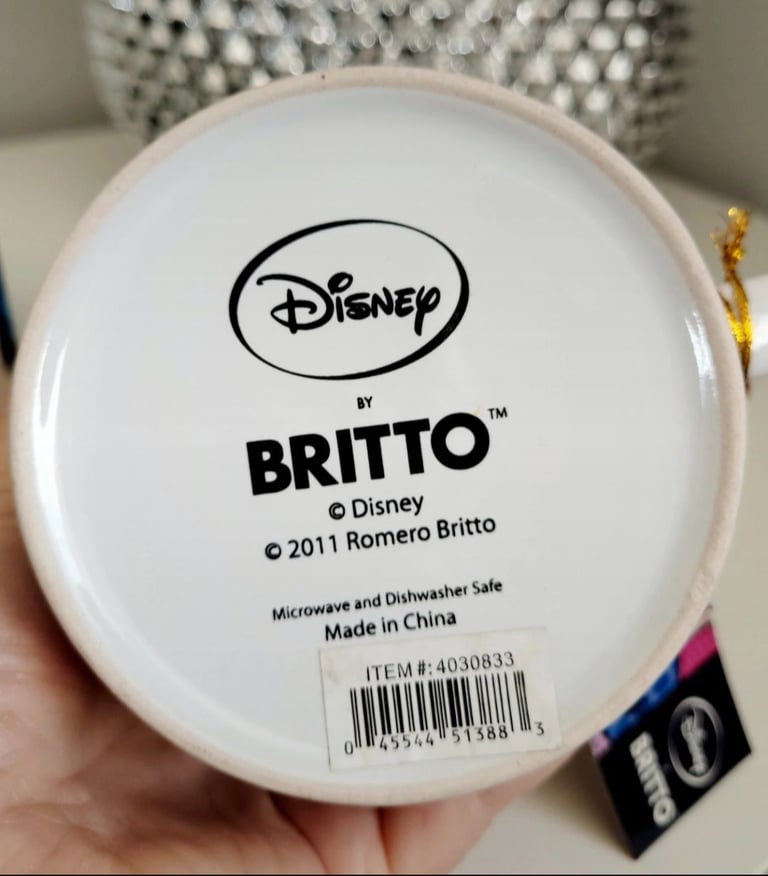 Disney
BY
BRITTO™
© Disney
© 2011 Romero Britto
Microwave and Dishwasher Safe
Made in China
ITEM #: 4030833
0 45544 51388 3
Disney
BRITTO